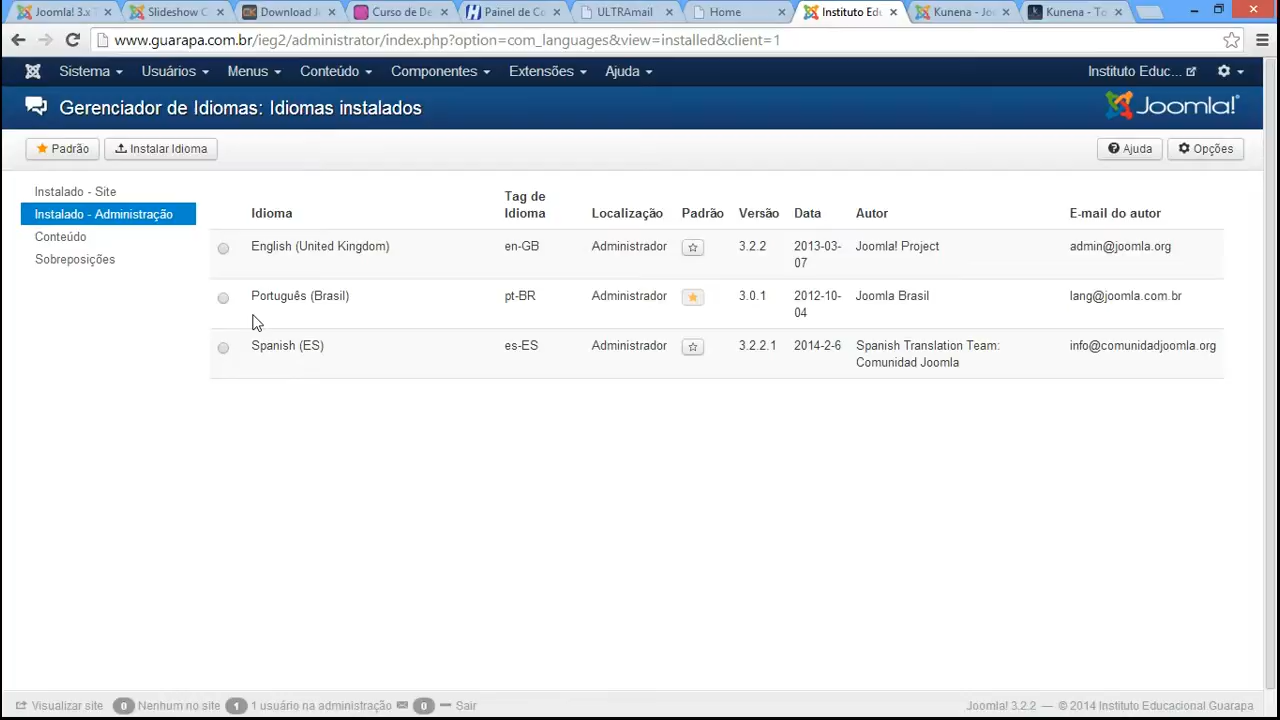 Joomla! 3.x
Slideshow C
Download J
Curso de De
Painel de Co
ULTRAmail
Home
Instituto Edu
Kunena - Joo
Kunena - To
www.guarapa.com.br/ieg2/administrator/index.php?option=com_languages&view=installed&client=1
Sistema Usuários Menus Conteúdo Componentes Extensões Ajuda Instituto Educ...
Gerenciador de Idiomas: Idiomas instalados Joomla!
Padrão Instalar Idioma Ajuda Opções
Instalado - Site
Instalado - Administração
Conteúdo
Sobreposições
Idioma Tag de Idioma Localização Padrão Versão Data Autor E-mail do autor
English (United Kingdom) en-GB Administrador 3.2.2 2013-03-07 Joomla! Project admin@joomla.org
Português (Brasil) pt-BR Administrador 3.0.1 2012-10-04 Joomla Brasil lang@joomla.com.br
Spanish (ES) es-ES Administrador 3.2.2.1 2014-2-6 Spanish Translation Team: Comunidad Joomla info@comunidadjoomla.org
Visualizar site 0 Nenhum no site 1 1 usuário na administração 0 Sair Joomla! 3.2.2 — © 2014 Instituto Educacional Guarapa